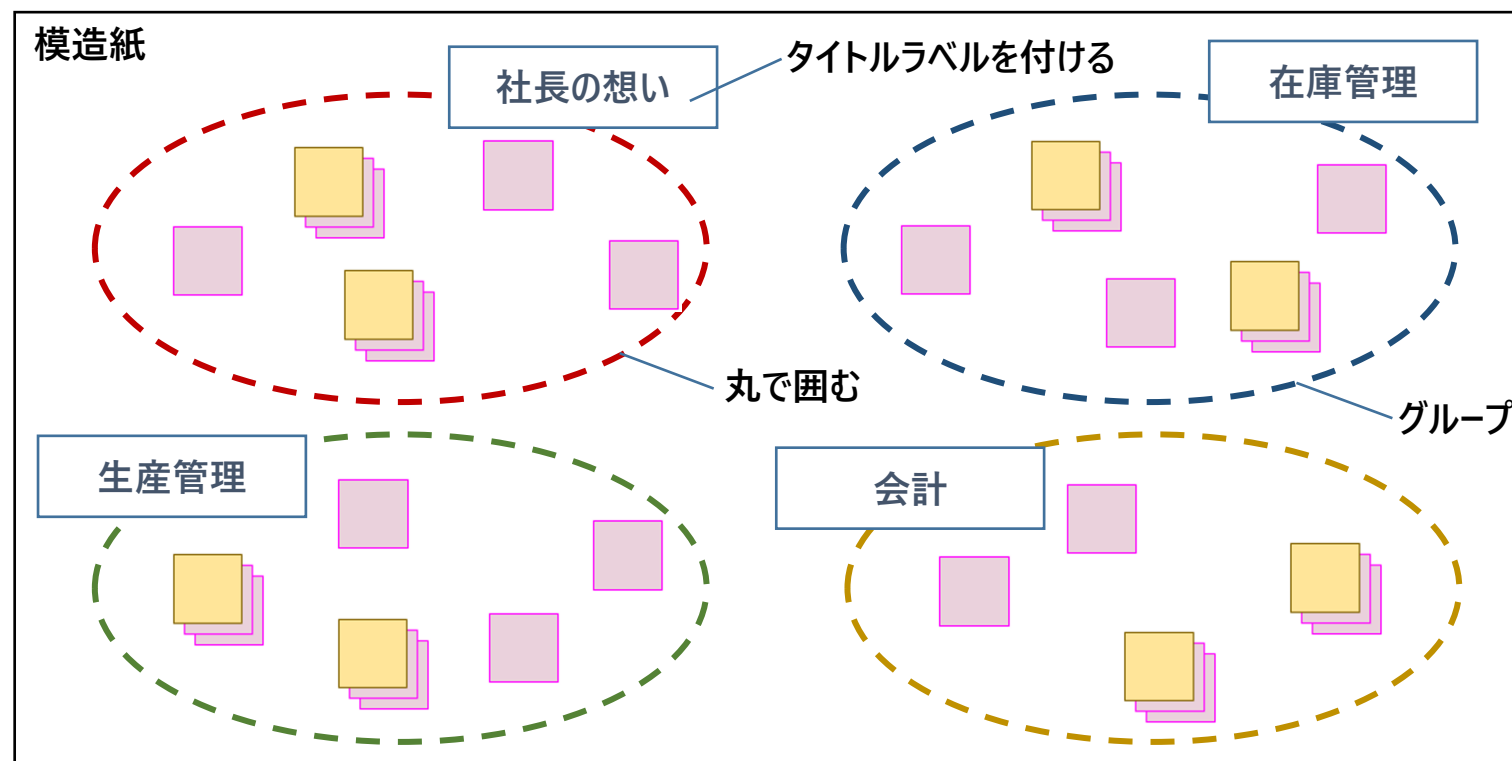 模造紙
タイトルラベルを付ける
社長の想い
在庫管理
丸で囲む
グループ
生産管理
会計